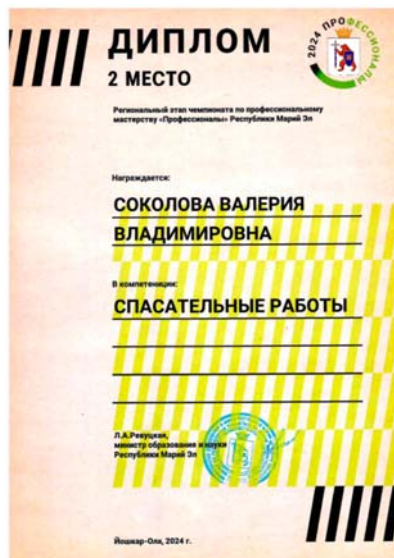 ДИПЛОМ
2 МЕСТО
2024 ПРОФЕССИОНАЛЫ
Региональный этап чемпионата по профессиональному
мастерству «Профессионалы» Республики Марий Эл
Награждается:
СОКОЛОВА ВАЛЕРИЯ
ВЛАДИМИРОВНА
В компетенции:
СПАСАТЕЛЬНЫЕ РАБОТЫ
Л.А.Ревуцкая,
министр образования и науки
Республики Марий Эл
Йошкар-Ола, 2024 г.